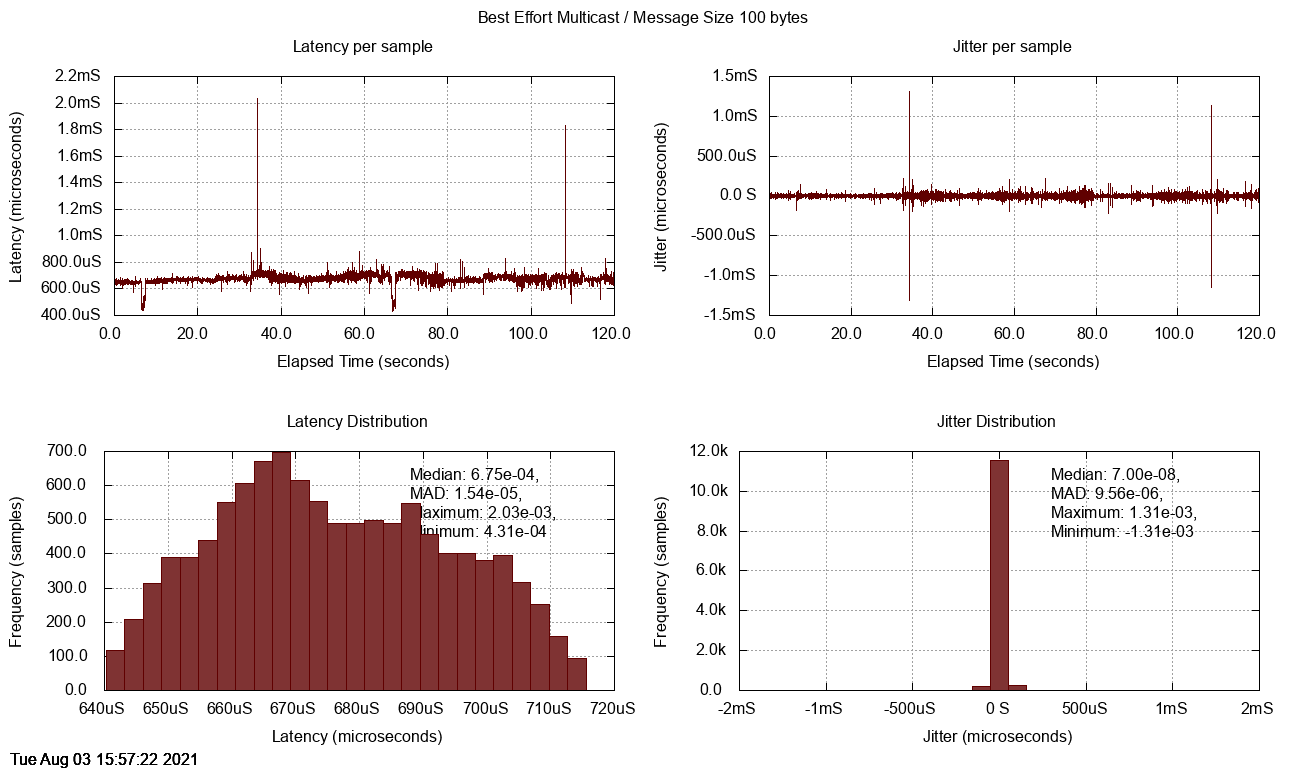 Best Effort Multicast / Message Size 100 bytes
Latency per sample
2.2mS
2.0mS
1.8mS
1.6mS
1.4mS
1.2mS
1.0mS
800.0uS
600.0uS
400.0uS
Latency (microseconds)
0.0 20.0 40.0 60.0 80.0 100.0 120.0
Elapsed Time (seconds)
Jitter per sample
1.5mS
1.0mS
500.0uS
0.0 S
-500.0uS
-1.0mS
-1.5mS
Jitter (microseconds)
0.0 20.0 40.0 60.0 80.0 100.0 120.0
Elapsed Time (seconds)
Latency Distribution
700.0
600.0
500.0
400.0
300.0
200.0
100.0
0.0
Frequency (samples)
Median: 6.75e-04,
MAD: 1.54e-05,
Maximum: 2.03e-03,
Minimum: 4.31e-04
640uS 650uS 660uS 670uS 680uS 690uS 700uS 710uS 720uS
Latency (microseconds)
Jitter Distribution
12.0k
10.0k
8.0k
6.0k
4.0k
2.0k
0.0
Frequency (samples)
Median: 7.00e-08,
MAD: 9.56e-06,
Maximum: 1.31e-03,
Minimum: -1.31e-03
-2mS -1mS -500uS 0 S 500uS 1mS 2mS
Jitter (microseconds)
Tue Aug 03 15:57:22 2021